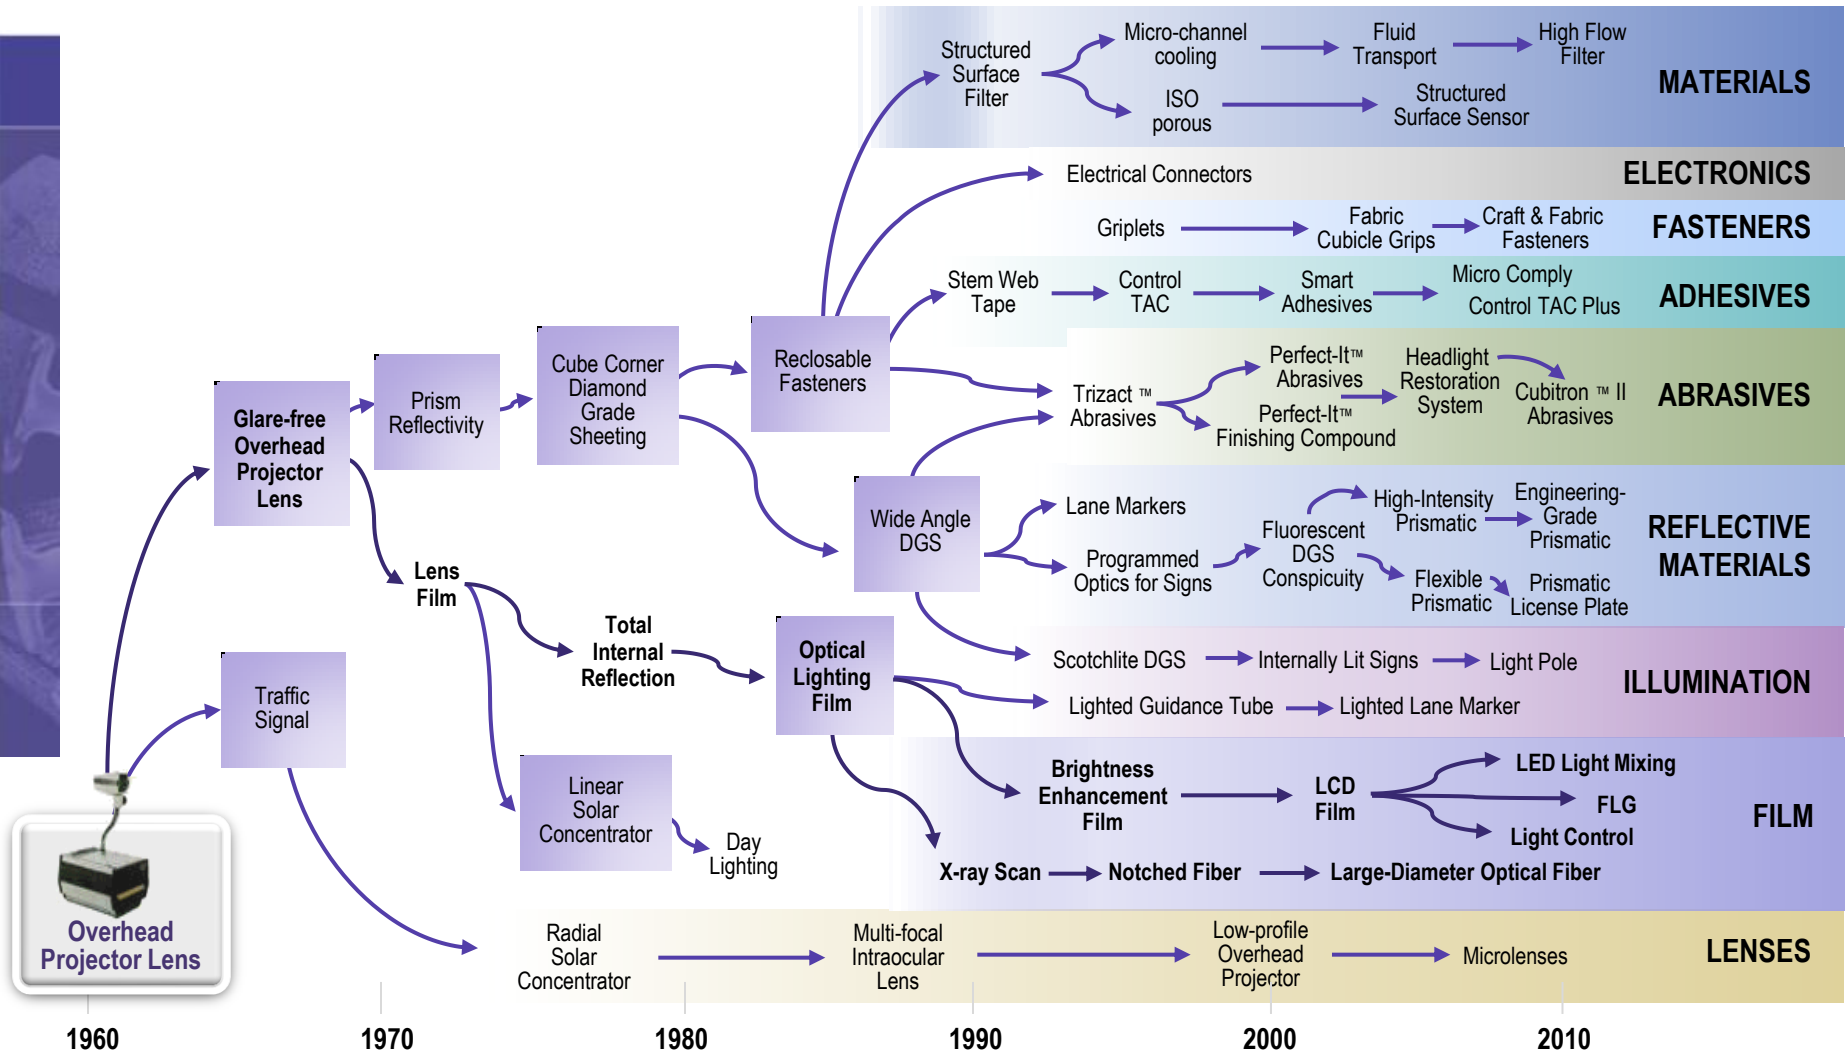 Structured
Surface
Filter
Micro-channel
cooling
Fluid
Transport
High Flow
Filter
ISO
porous
Structured
Surface Sensor
MATERIALS
Electrical Connectors
ELECTRONICS
Griplets
Fabric
Cubicle Grips
Craft & Fabric
Fasteners
FASTENERS
Stem Web
Tape
Control
TAC
Smart
Adhesives
Micro Comply
Control TAC Plus
ADHESIVES
Glare-free
Overhead
Projector
Lens
Prism
Reflectivity
Cube Corner
Diamond
Grade
Sheeting
Reclosable
Fasteners
Trizact ™
Abrasives
Perfect-It™
Abrasives
Perfect-It™
Finishing Compound
Headlight
Restoration
System
Cubitron ™ II
Abrasives
ABRASIVES
Wide Angle
DGS
Lane Markers
Programmed
Optics for Signs
Fluorescent
DGS
Conspicuity
High-Intensity
Prismatic
Engineering-
Grade
Prismatic
Flexible
Prismatic
Prismatic
License Plate
REFLECTIVE
MATERIALS
Lens
Film
Total
Internal
Reflection
Optical
Lighting
Film
Scotchlite DGS
Internally Lit Signs
Light Pole
Lighted Guidance Tube
Lighted Lane Marker
ILLUMINATION
Traffic
Signal
Linear
Solar
Concentrator
Day
Lighting
Brightness
Enhancement
Film
LCD
Film
LED Light Mixing
FLG
Light Control
X-ray Scan
Notched Fiber
Large-Diameter Optical Fiber
FILM
Overhead
Projector Lens
Radial
Solar
Concentrator
Multi-focal
Intraocular
Lens
Low-profile
Overhead
Projector
Microlenses
LENSES
1960
1970
1980
1990
2000
2010